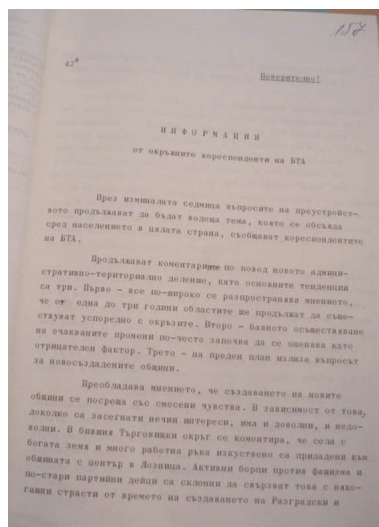 157
43ª
Поверително!
И Н Ф О Р М А Ц И Я
от окръжните кореспонденти на БТА
През изминалата седмица въпросите на преустройст-
вото продължават да бъдат водеща тема, която се обсъжда
сред населението в цялата страна, съобщават кореспондентите
на БТА.
Продължават коментариите по повод новото админи-
стративно-териториално деление, като основните тенденции
са три. Първо - все по-широко се разпространява мнението,
че от една до три години областите ще продължат да съще-
ствуват успоредно с окръзите. Второ - бавното осъществяване
на очакваните промени по-често започва да се оценява като
отрицателен фактор. Трето - на преден план излиза въпросът
за новосъздадените общини.
Преобладава мнението, че създаването на новите
общини се посреща със смесени чувства. В зависимост от това,
доколко са засегнати нечии интереси, има и доволни, и недо-
волни. В бившия Търговищки окръг се коментира, че села с
богата земя и много работна ръка изкуствено са придадени към
общината с център в Лозница. Активни борци против фашизма и
по-стари партийни дейци са склонни да свързват това с няко-
гашни страсти от времето на създаването на Разградски и